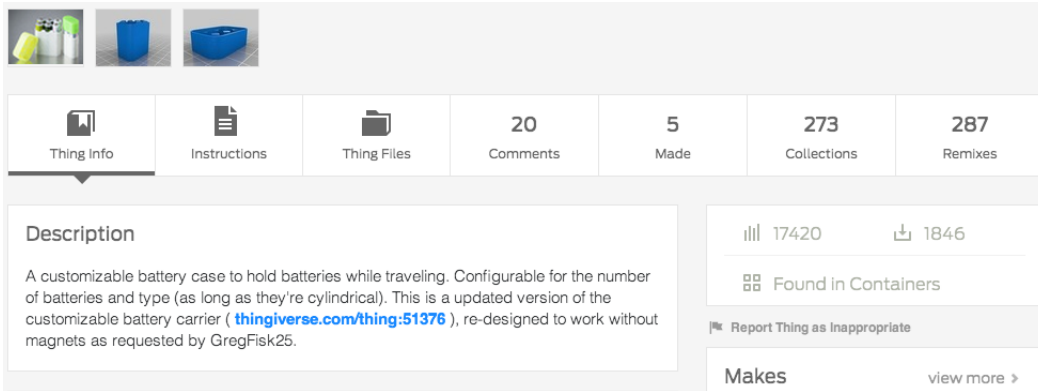 20
5
273
287
Thing Info
Instructions
Thing Files
Comments
Made
Collections
Remixes
Description
A customizable battery case to hold batteries while traveling. Configurable for the number
of batteries and type (as long as they're cylindrical). This is a updated version of the
customizable battery carrier ( thingiverse.com/thing:51376 ), re-designed to work without
magnets as requested by GregFisk25.
17420
1846
Found in Containers
Report Thing as Inappropriate
Makes
view more >